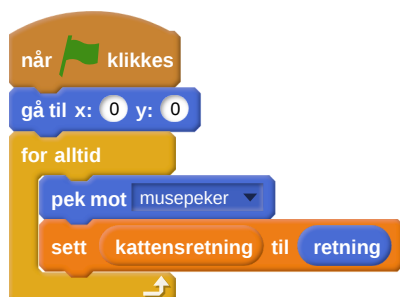 når klikkes
gå til x: 0 y: 0
for alltid
pek mot musepeker
sett kattensretning til retning